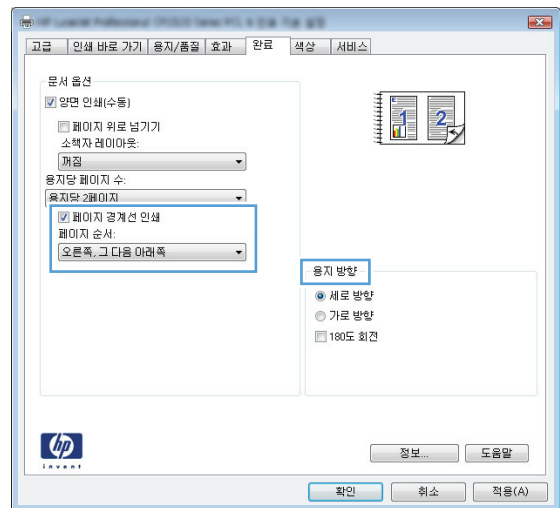 고급
인쇄 바로 가기
용지/품질
효과
완료
색상
서비스
문서 옵션
양면 인쇄(수동)
페이지 위로 넘기기
소책자 레이아웃:
꺼짐
용지당 페이지 수:
용지당 2페이지
페이지 경계선 인쇄
페이지 순서:
오른쪽, 그 다음 아래쪽
1 2
용지 방향
세로 방향
가로 방향
180도 회전
hp
invent
정보...
도움말
확인
취소
적용(A)